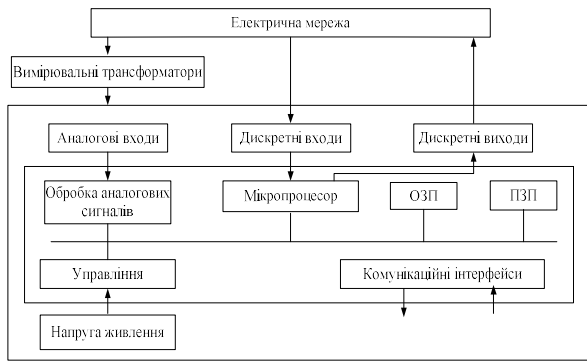 Електрична мережа
Вимірювальні трансформатори
Аналогові входи
Дискретні входи
Дискретні виходи
Обробка аналогових
сигналів
Мікропроцесор
ОЗП
ПЗП
Управління
Комунікаційні інтерфейси
Напруга живлення